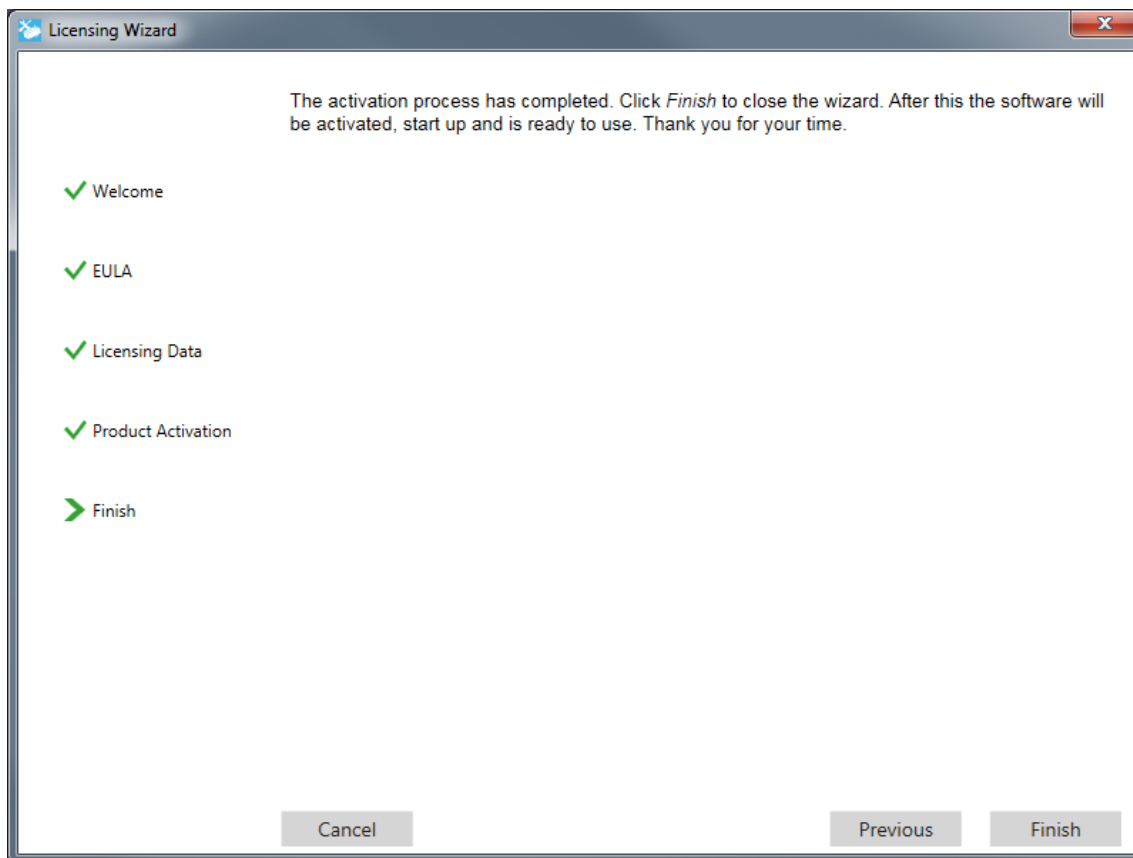 Licensing Wizard
The activation process has completed. Click Finish to close the wizard. After this the software will
be activated, start up and is ready to use. Thank you for your time.
Welcome
EULA
Licensing Data
Product Activation
Finish
Cancel
Previous
Finish